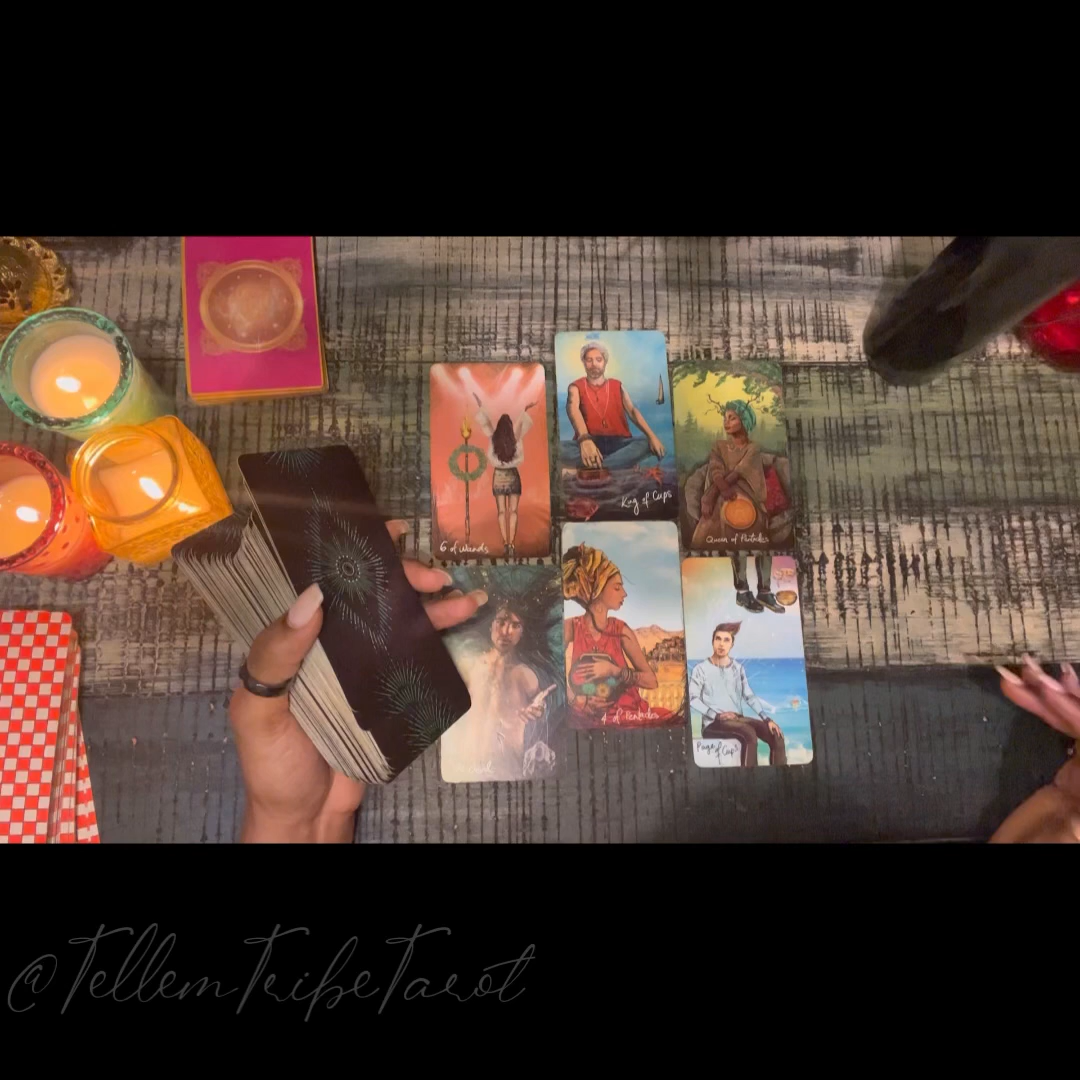 King of Cups
6 of Wands
Queen of Pentacles
4 of Pentacles
Page of Cups
@TellemTribeTarot